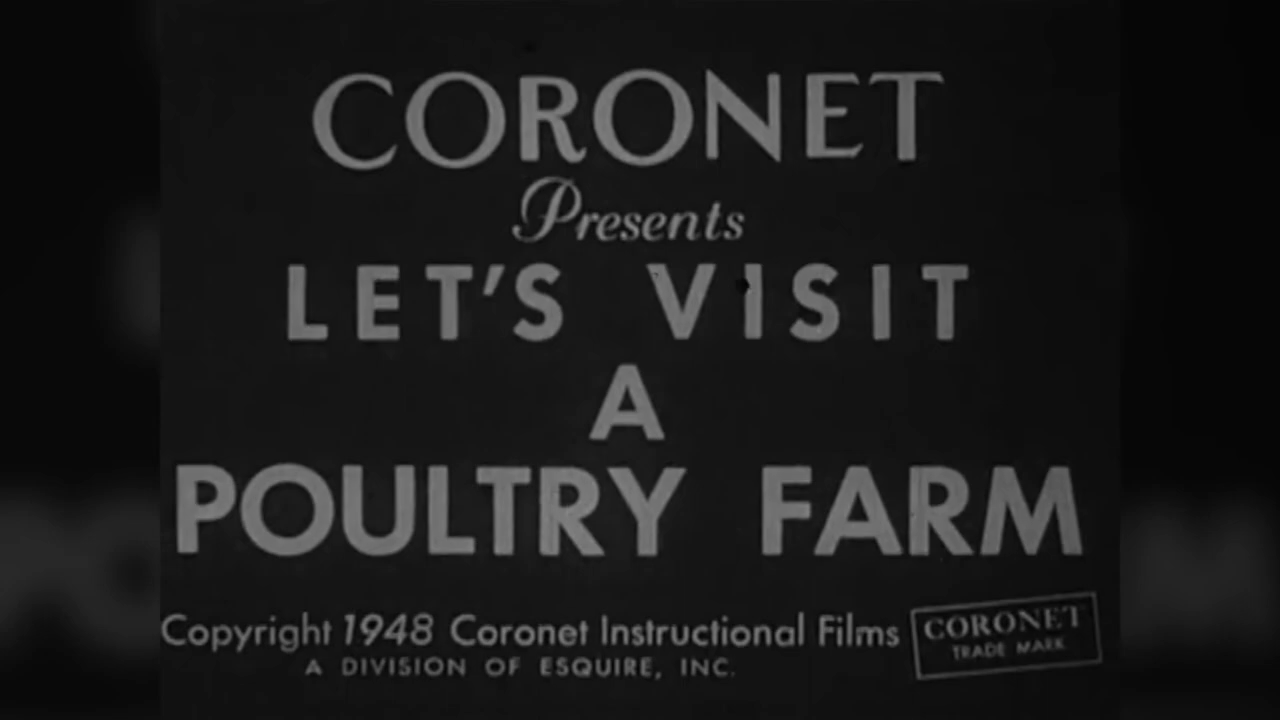 CORONET
Presents
LET'S VISIT
A
POULTRY FARM
Copyright 1948 Coronet Instructional Films
A DIVISION OF ESQUIRE, INC.
CORONET
TRADE MARK